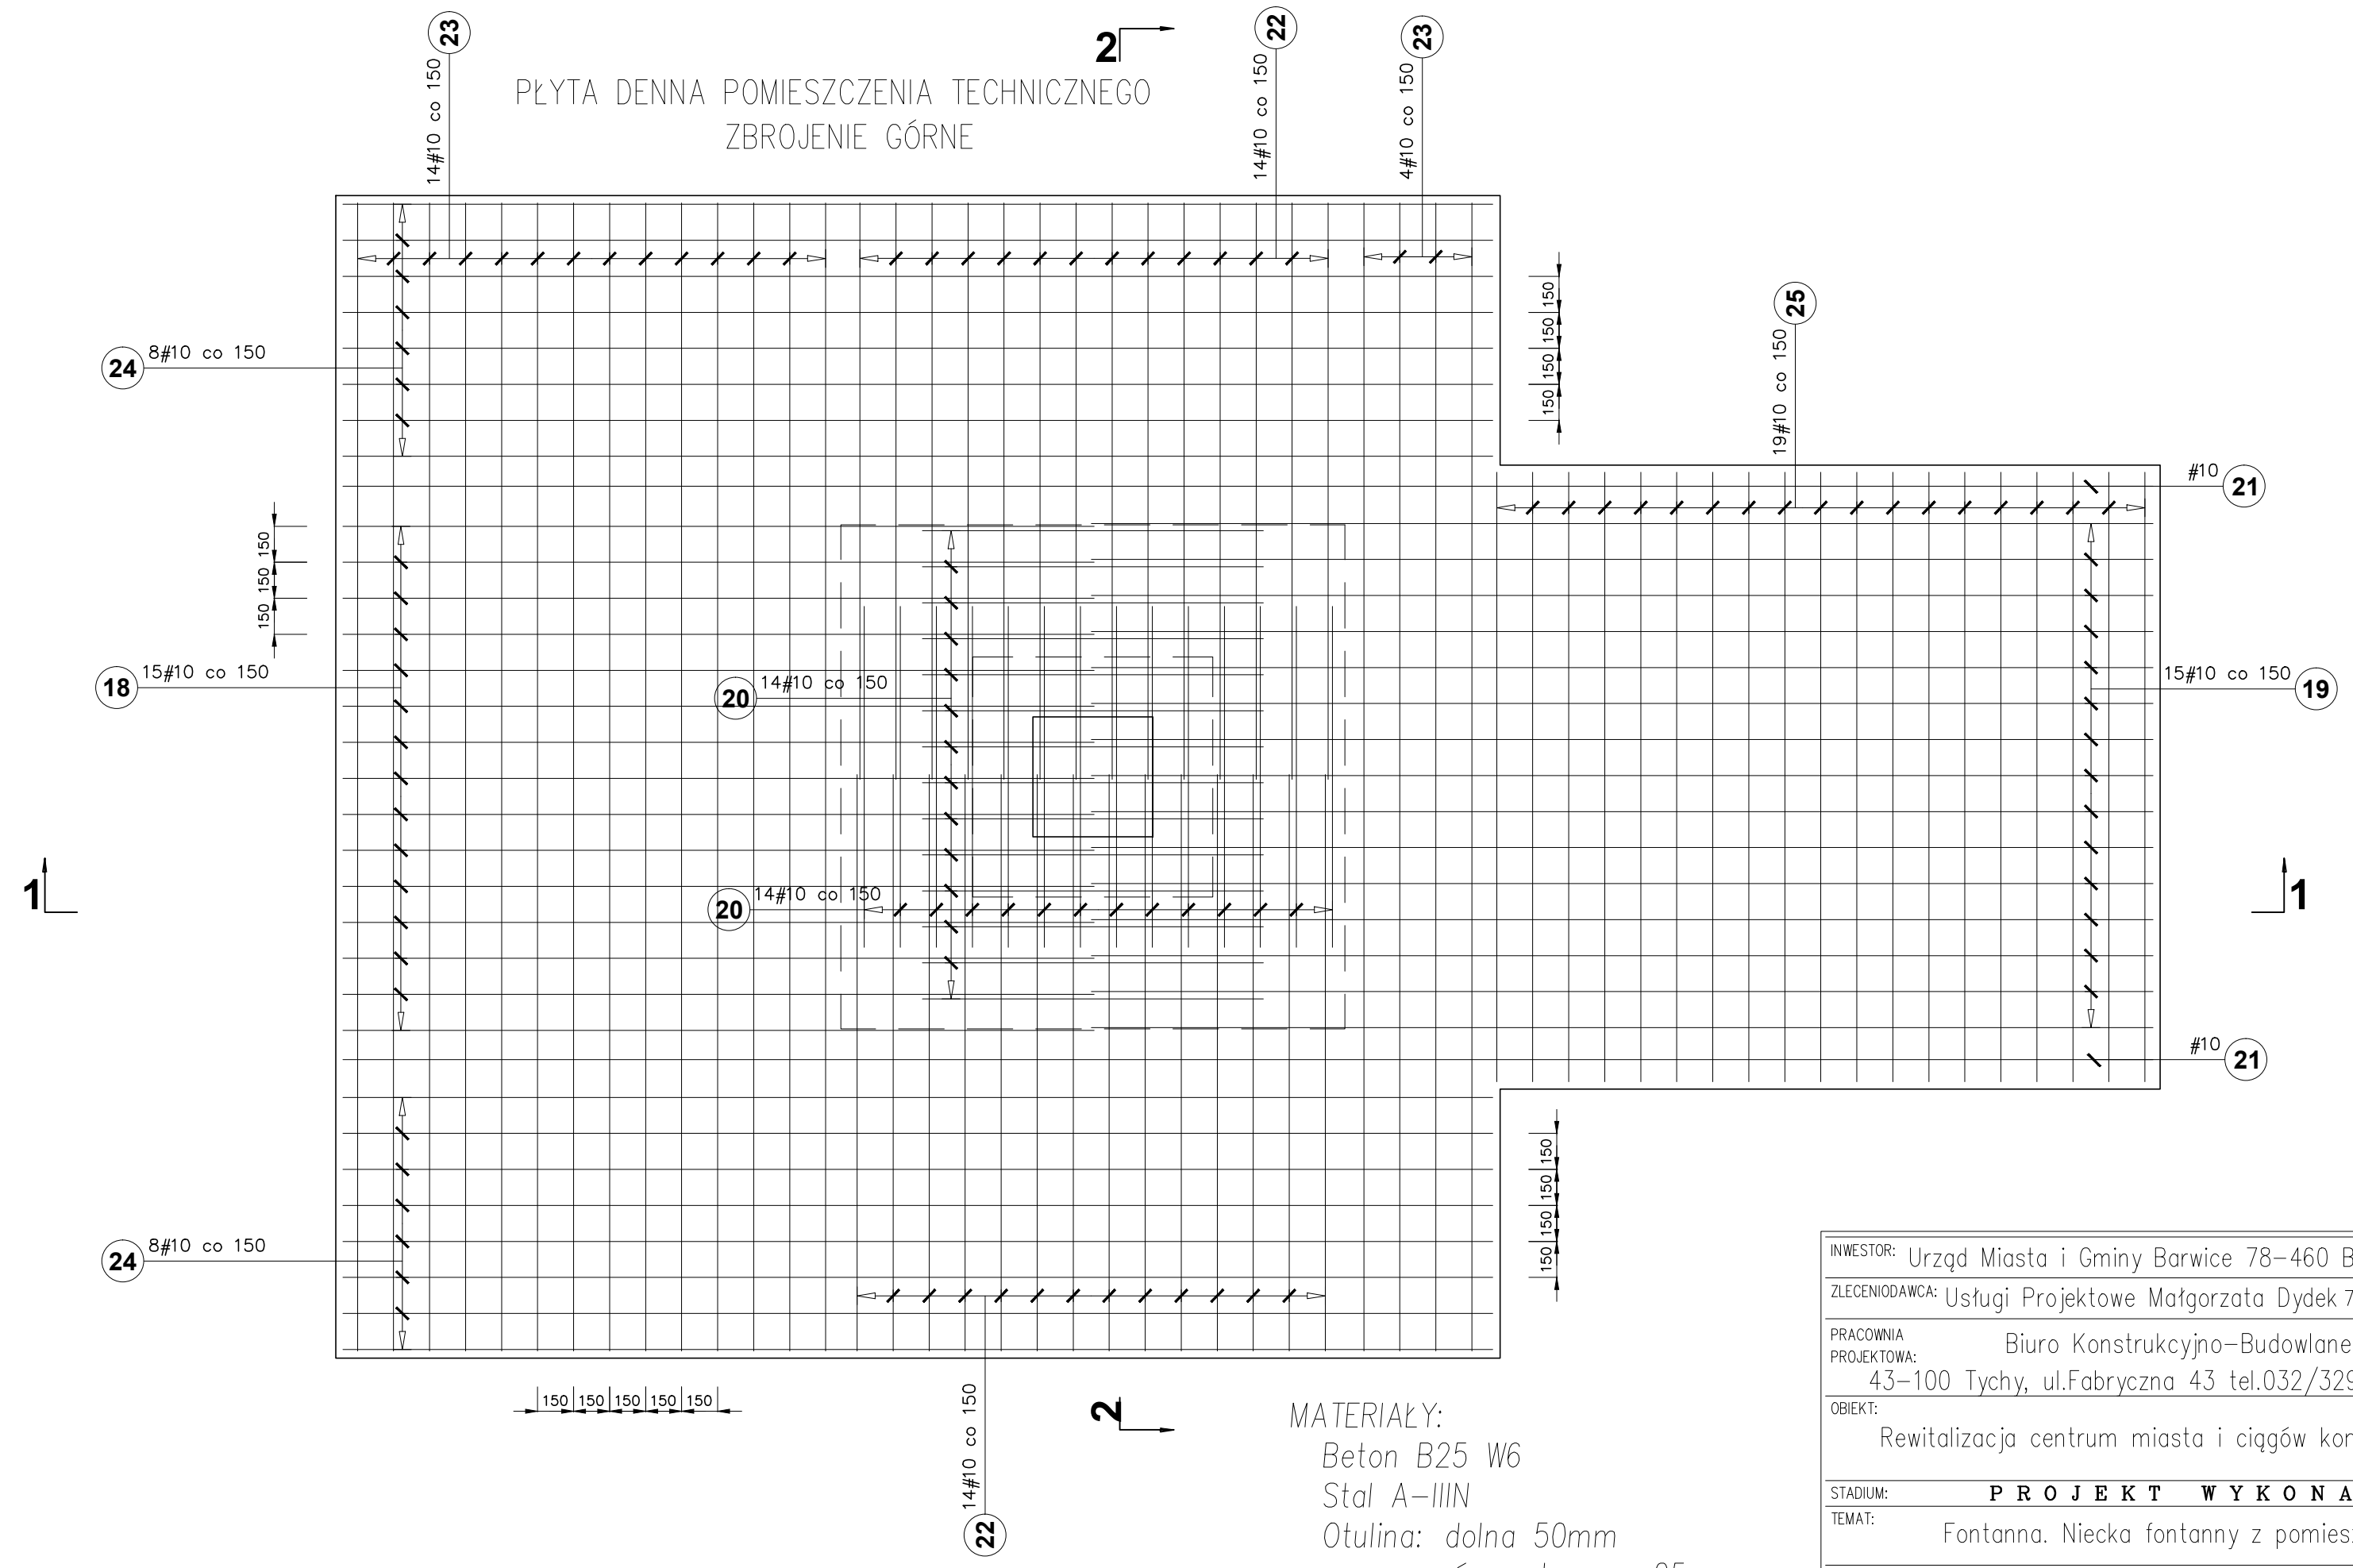 23
14#10 co 150
2
22
14#10 co 150
23
4#10 co 150
PŁYTA DENNA POMIESZCZENIA TECHNICZNEGO
ZBROJENIE GÓRNE
25
19#10 co 150
150
150
150
150
24
8#10 co 150
#10
21
150
150
150
18
15#10 co 150
20
14#10 co 150
15#10 co 150
19
1
20
14#10 co 150
1
#10
21
24
8#10 co 150
150
150
150
150
150
150
150
150
150
14#10 co 150
22
2
MATERIAŁY:
Beton B25 W6
Stal A-IIIN
Otulina: dolna 50mm
INWESTOR: Urząd Miasta i Gminy Barwice 78-460 B
ZLECENIODAWCA: Usługi Projektowe Małgorzata Dydek 7
PRACOWNIA
PROJEKTOWA:
Biuro Konstrukcyjno-Budowlane
43-100 Tychy, ul.Fabryczna 43 tel.032/329
OBIEKT:
Rewitalizacja centrum miasta i ciągów kon
STADIUM: PROJEKT WYKONA
TEMAT:
Fontanna. Niecka fontanny z pomiesz